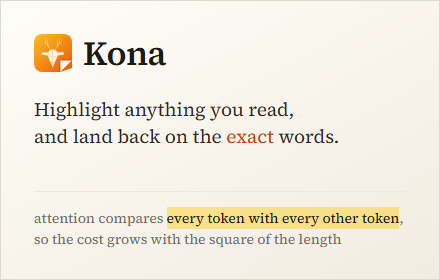 Kona
Highlight anything you read,
and land back on the exact words.
attention compares every token with every other token,
so the cost grows with the square of the length